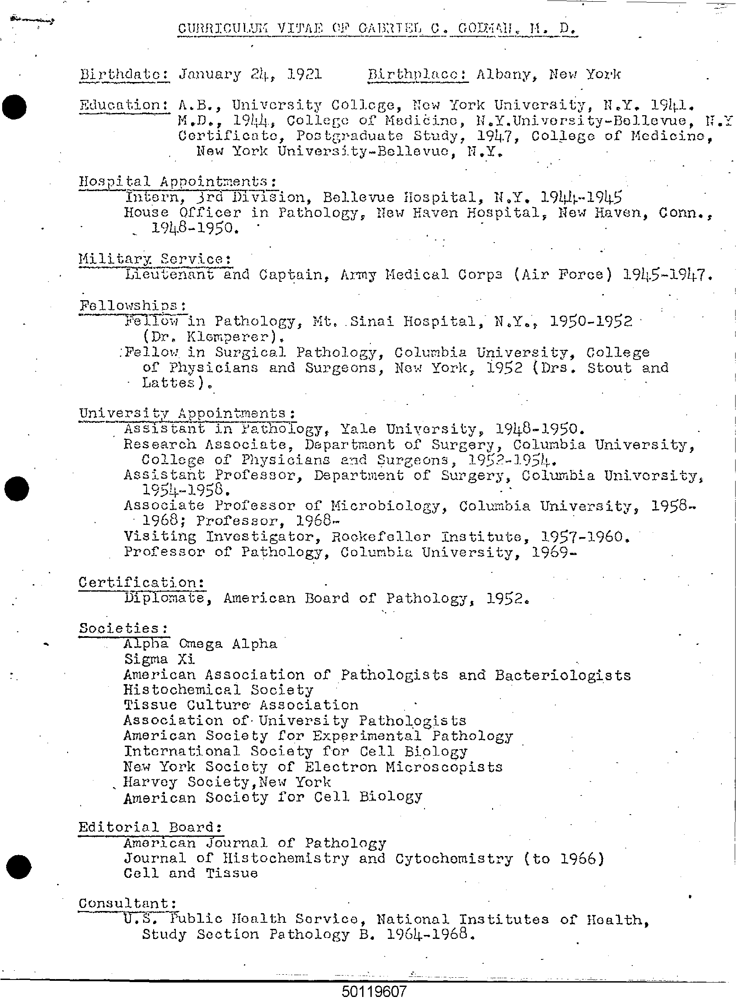 CURRICULUM VITAE OF GABRIEL C. GODMAN, M. D.
Birthdate: January 24, 1921 Birthplace: Albany, New York
Education: A.B., University College, New York University, N.Y. 1941.
M.D., 1944, College of Medicine, N.Y.University-Bellevue, N.Y
Certificate, Postgraduate Study, 1947, College of Medicine,
New York University-Bellevue, N.Y.
Hospital Appointments:
Intern, 3rd Division, Bellevue Hospital, N.Y. 1944-1945
House Officer in Pathology, New Haven Hospital, New Haven, Conn.,
1948-1950.
Military Service:
Lieutenant and Captain, Army Medical Corps (Air Force) 1945-1947.
Fellowships:
Fellow in Pathology, Mt. Sinai Hospital, N.Y., 1950-1952
(Dr. Klemperer).
Fellow in Surgical Pathology, Columbia University, College
of Physicians and Surgeons, New York, 1952 (Drs. Stout and
Lattes).
University Appointments:
Assistant in Pathology, Yale University, 1948-1950.
Research Associate, Department of Surgery, Columbia University,
College of Physicians and Surgeons, 1952-1954.
Assistant Professor, Department of Surgery, Columbia University,
1954-1958.
Associate Professor of Microbiology, Columbia University, 1958-
1968; Professor, 1968-
Visiting Investigator, Rockefeller Institute, 1957-1960.
Professor of Pathology, Columbia University, 1969-
Certification:
Diplomate, American Board of Pathology, 1952.
Societies:
Alpha Omega Alpha
Sigma Xi
American Association of Pathologists and Bacteriologists
Histochemical Society
Tissue Culture Association
Association of University Pathologists
American Society for Experimental Pathology
International Society for Cell Biology
New York Society of Electron Microscopists
Harvey Society,New York
American Society for Cell Biology
Editorial Board:
American Journal of Pathology
Journal of Histochemistry and Cytochemistry (to 1966)
Cell and Tissue
Consultant:
U.S. Public Health Service, National Institutes of Health,
Study Section Pathology B. 1964-1968.
50119607